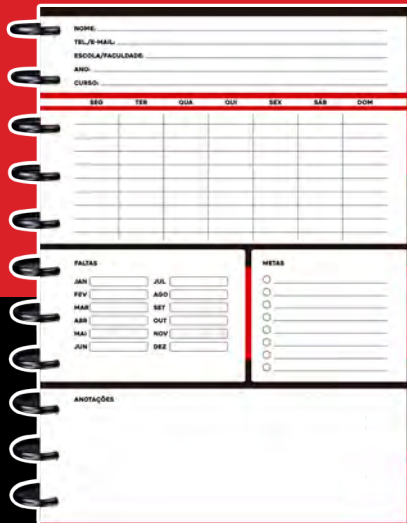 NOME:
TEL./E-MAIL:
ESCOLA/FACULDADE:
ANO:
CURSO:
SEG TER QUA QUI SEX SÁB DOM
FALTAS
JAN JUL
FEV AGO
MAR SET
ABR OUT
MAI NOV
JUN DEZ
METAS
ANOTAÇÕES